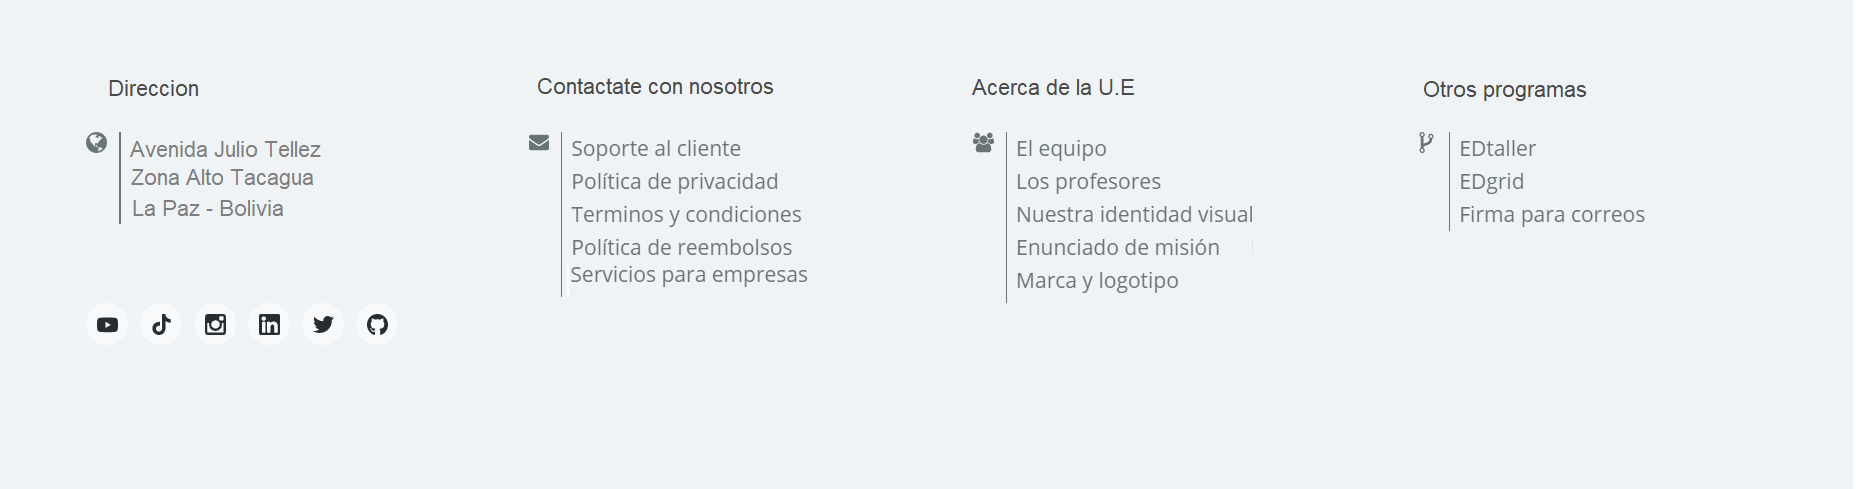 Direccion
Avenida Julio Tellez
Zona Alto Tacagua
La Paz - Bolivia
Contactate con nosotros
Soporte al cliente
Política de privacidad
Terminos y condiciones
Política de reembolsos
Servicios para empresas
Acerca de la U.E
El equipo
Los profesores
Nuestra identidad visual
Enunciado de misión
Marca y logotipo
Otros programas
EDtaller
EDgrid
Firma para correos